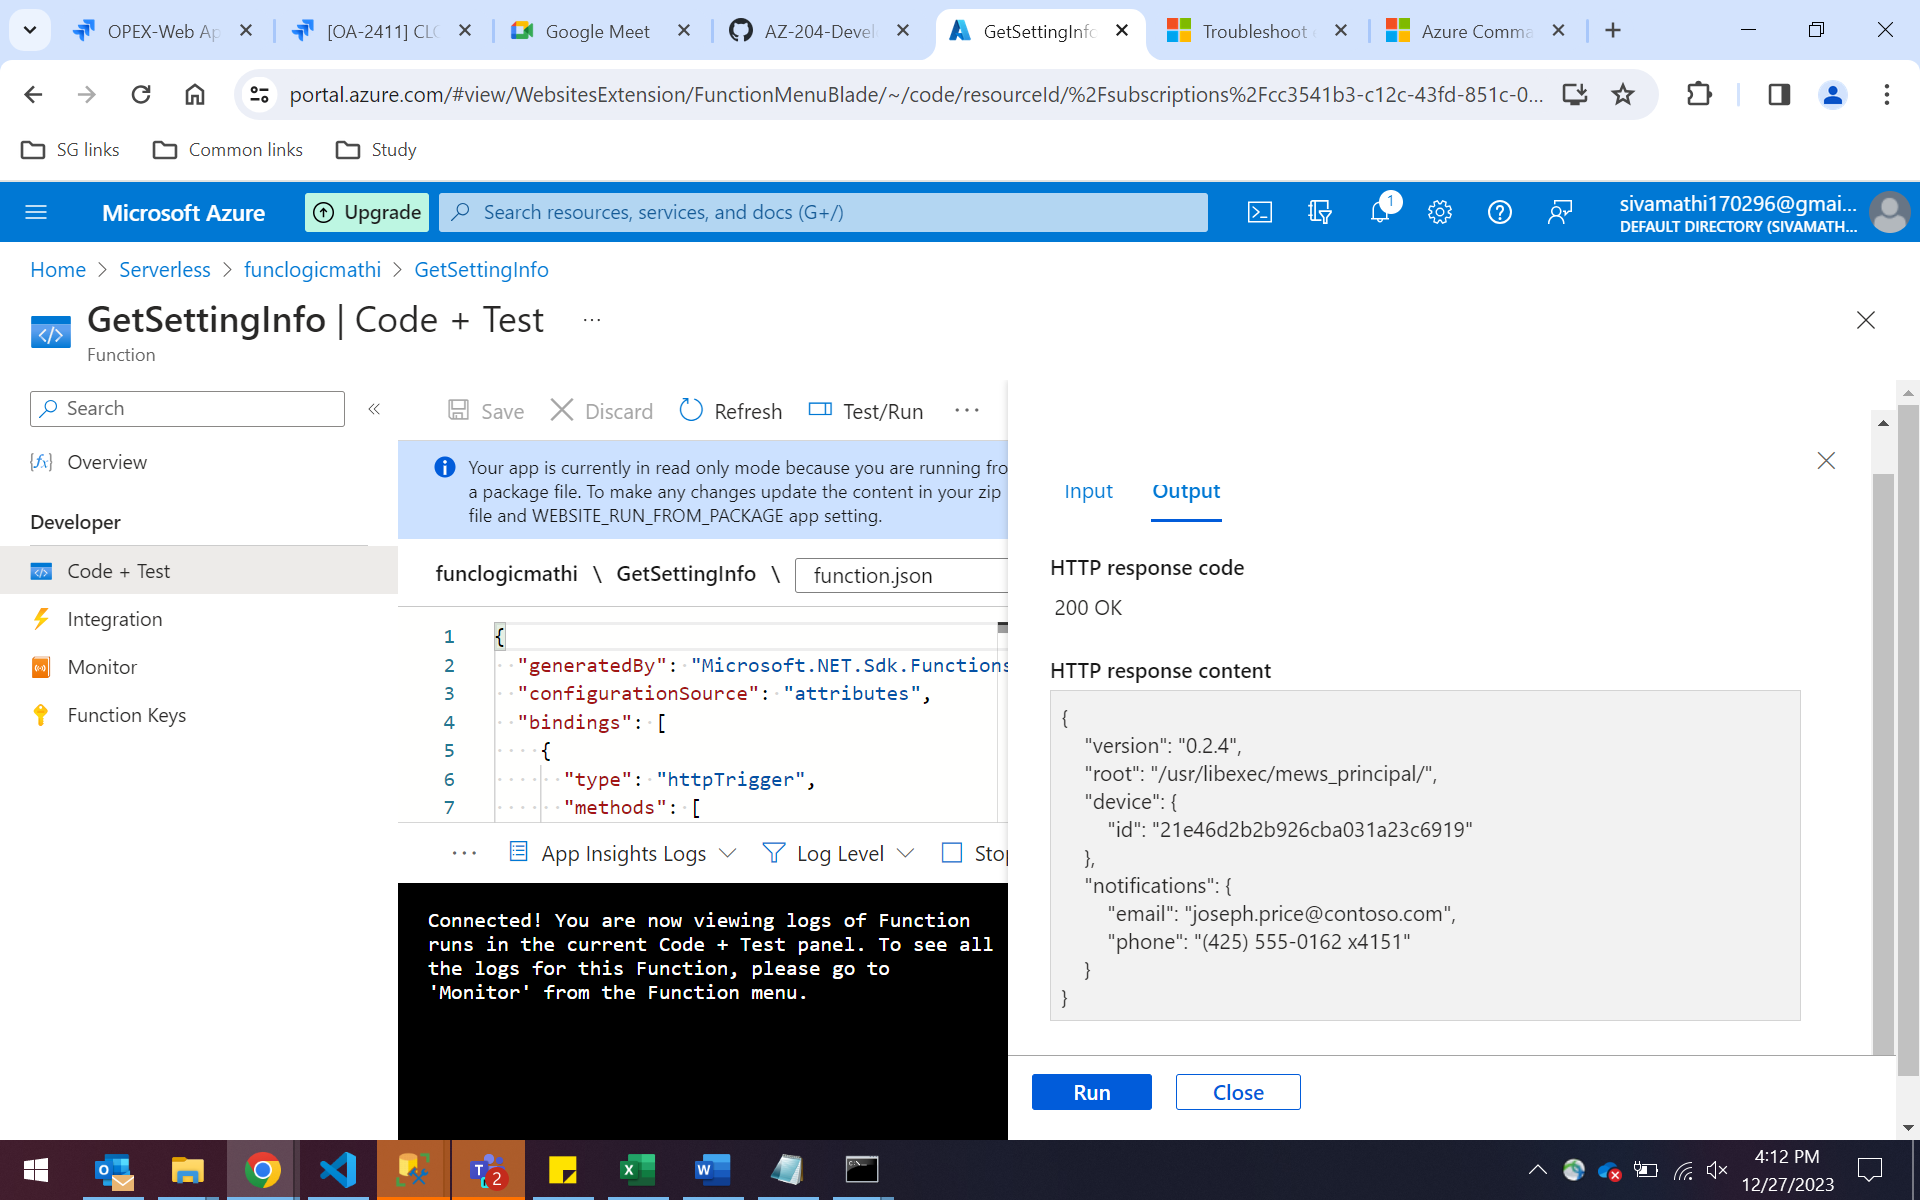 OPEX-Web Ap
[OA-2411] CLC
Google Meet
AZ-204-Devel
GetSettingInfo
Troubleshoot
Azure Comma
portal.azure.com/#view/WebsitesExtension/FunctionMenuBlade/~/code/resourceId/%2Fsubscriptions%2Fcc3541b3-c12c-43fd-851c-0...
SG links
Common links
Study
Microsoft Azure
Upgrade
Search resources, services, and docs (G+/)
1
sivamathi170296@gmai...
DEFAULT DIRECTORY (SIVAMATH...
Home > Serverless > funclogicmathi > GetSettingInfo
GetSettingInfo | Code + Test ...
Function
Search
«
Overview
Developer
Code + Test
Integration
Monitor
Function Keys
Save
Discard
Refresh
Test/Run
...
Your app is currently in read only mode because you are running fro
a package file. To make any changes update the content in your zip
file and WEBSITE_RUN_FROM_PACKAGE app setting.
funclogicmathi \ GetSettingInfo \ function.json
1 {
2 "generatedBy": "Microsoft.NET.Sdk.Functions
3 "configurationSource": "attributes",
4 "bindings": [
5 {
6 "type": "httpTrigger",
7 "methods": [
...
App Insights Logs
Log Level
Stop
Connected! You are now viewing logs of Function
runs in the current Code + Test panel. To see all
the logs for this Function, please go to
'Monitor' from the Function menu.
Input
Output
HTTP response code
200 OK
HTTP response content
{
"version": "0.2.4",
"root": "/usr/libexec/mews_principal/",
"device": {
"id": "21e46d2b2b926cba031a23c6919"
},
"notifications": {
"email": "joseph.price@contoso.com",
"phone": "(425) 555-0162 x4151"
}
}
Run
Close
2
4:12 PM
12/27/2023